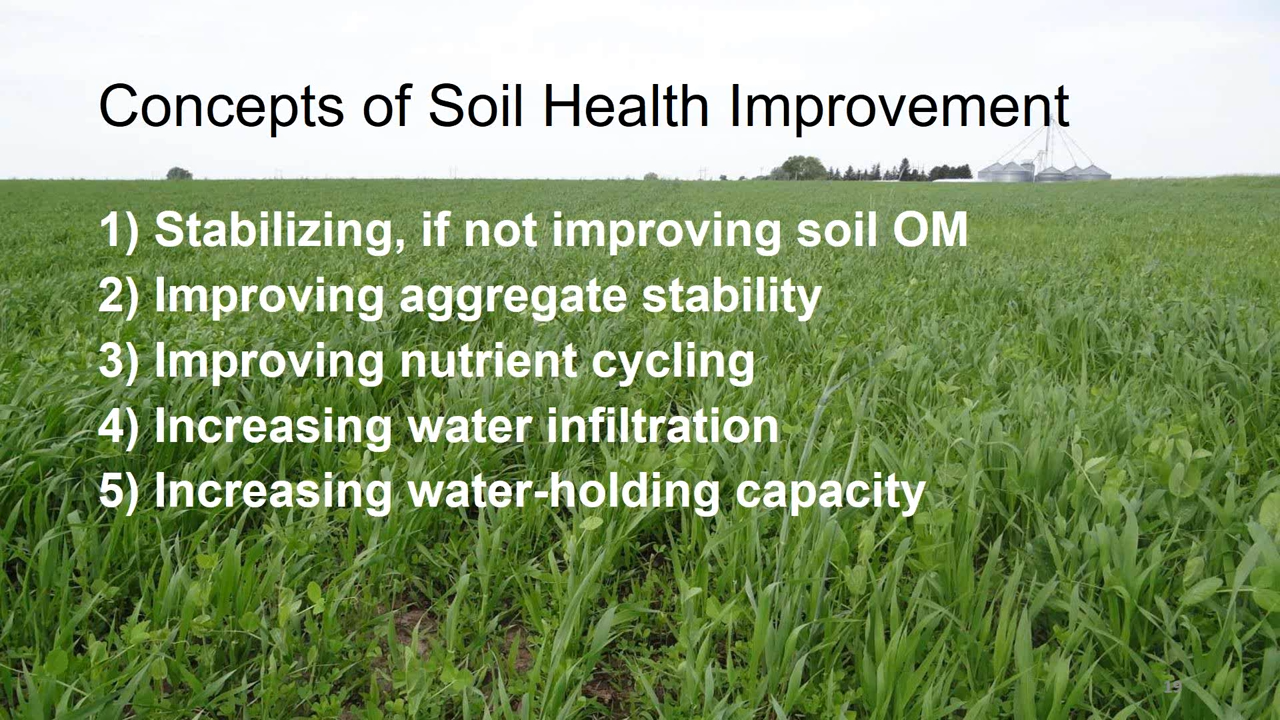 Concepts of Soil Health Improvement
1) Stabilizing, if not improving soil OM
2) Improving aggregate stability
3) Improving nutrient cycling
4) Increasing water infiltration
5) Increasing water-holding capacity